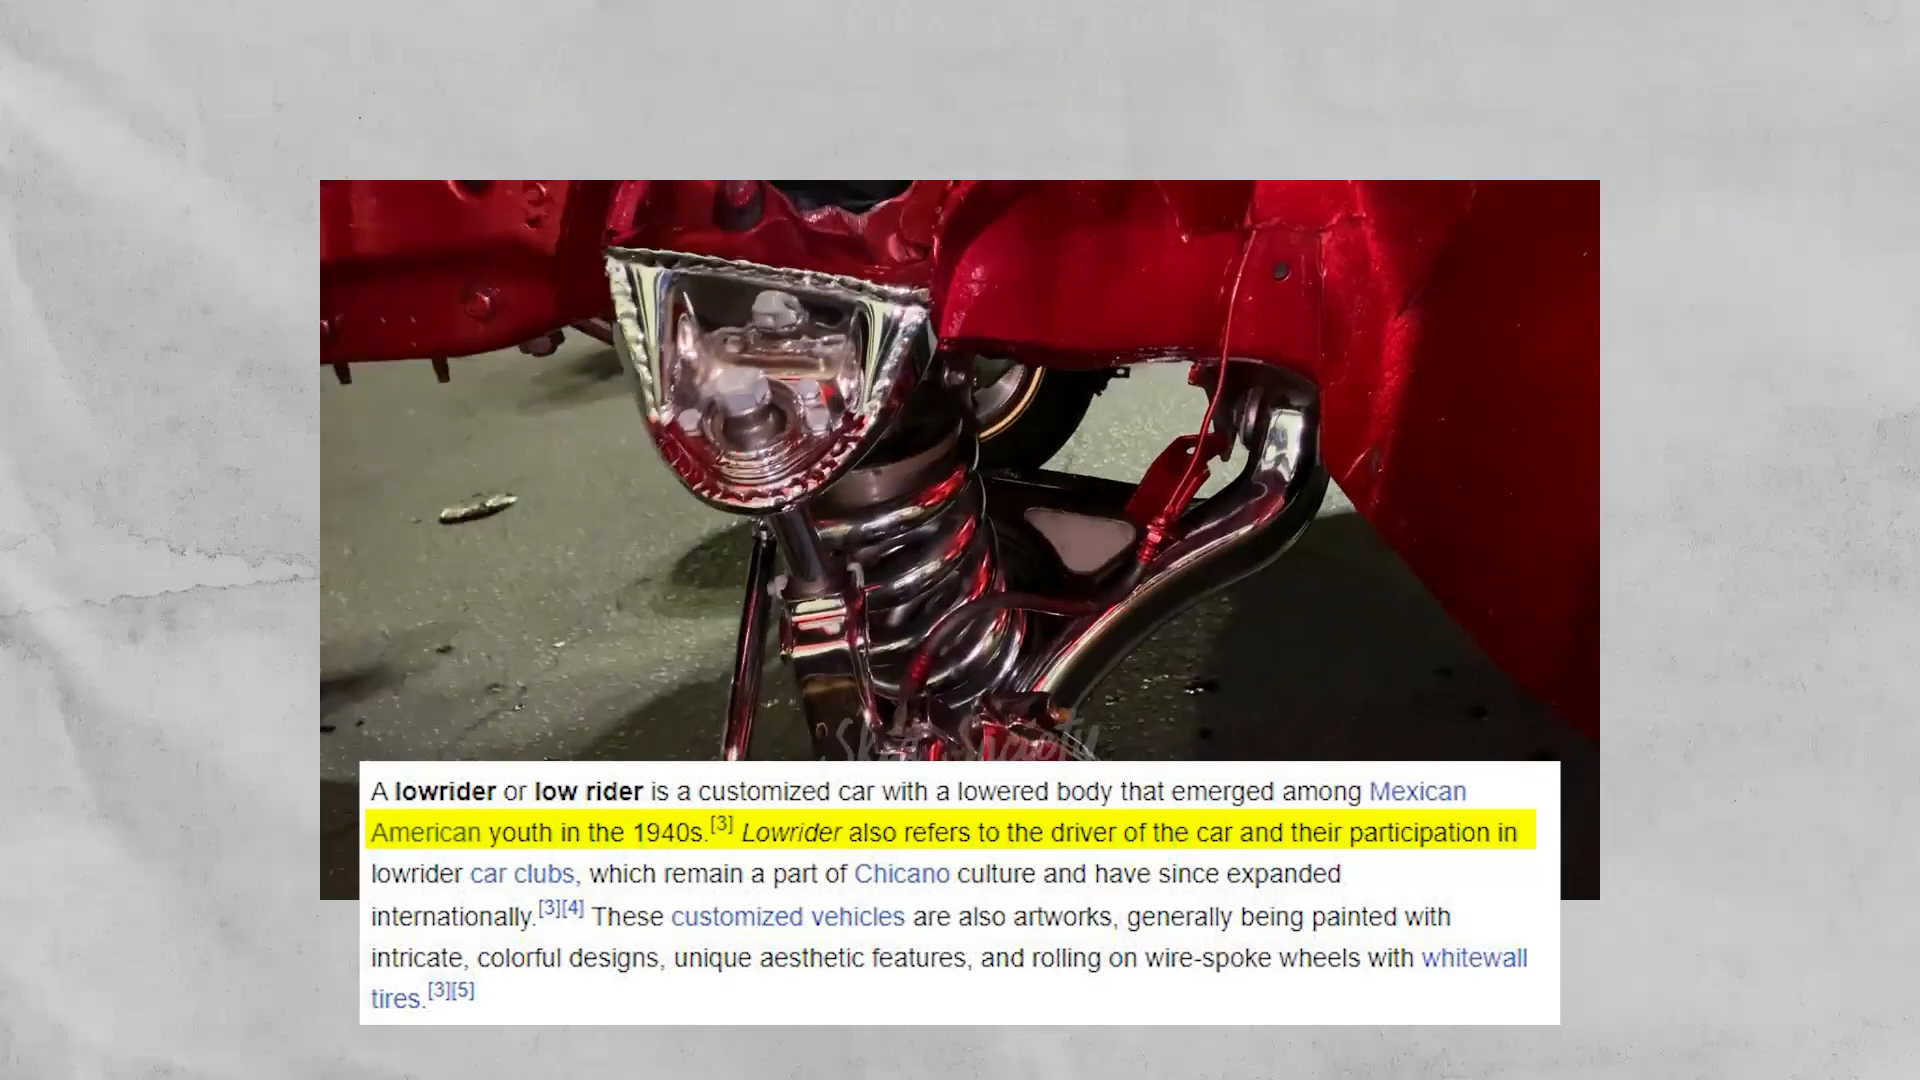 Shift Society
A lowrider or low rider is a customized car with a lowered body that emerged among Mexican
American youth in the 1940s.[3] Lowrider also refers to the driver of the car and their participation in
lowrider car clubs, which remain a part of Chicano culture and have since expanded
internationally.[3][4] These customized vehicles are also artworks, generally being painted with
intricate, colorful designs, unique aesthetic features, and rolling on wire-spoke wheels with whitewall
tires.[3][5]